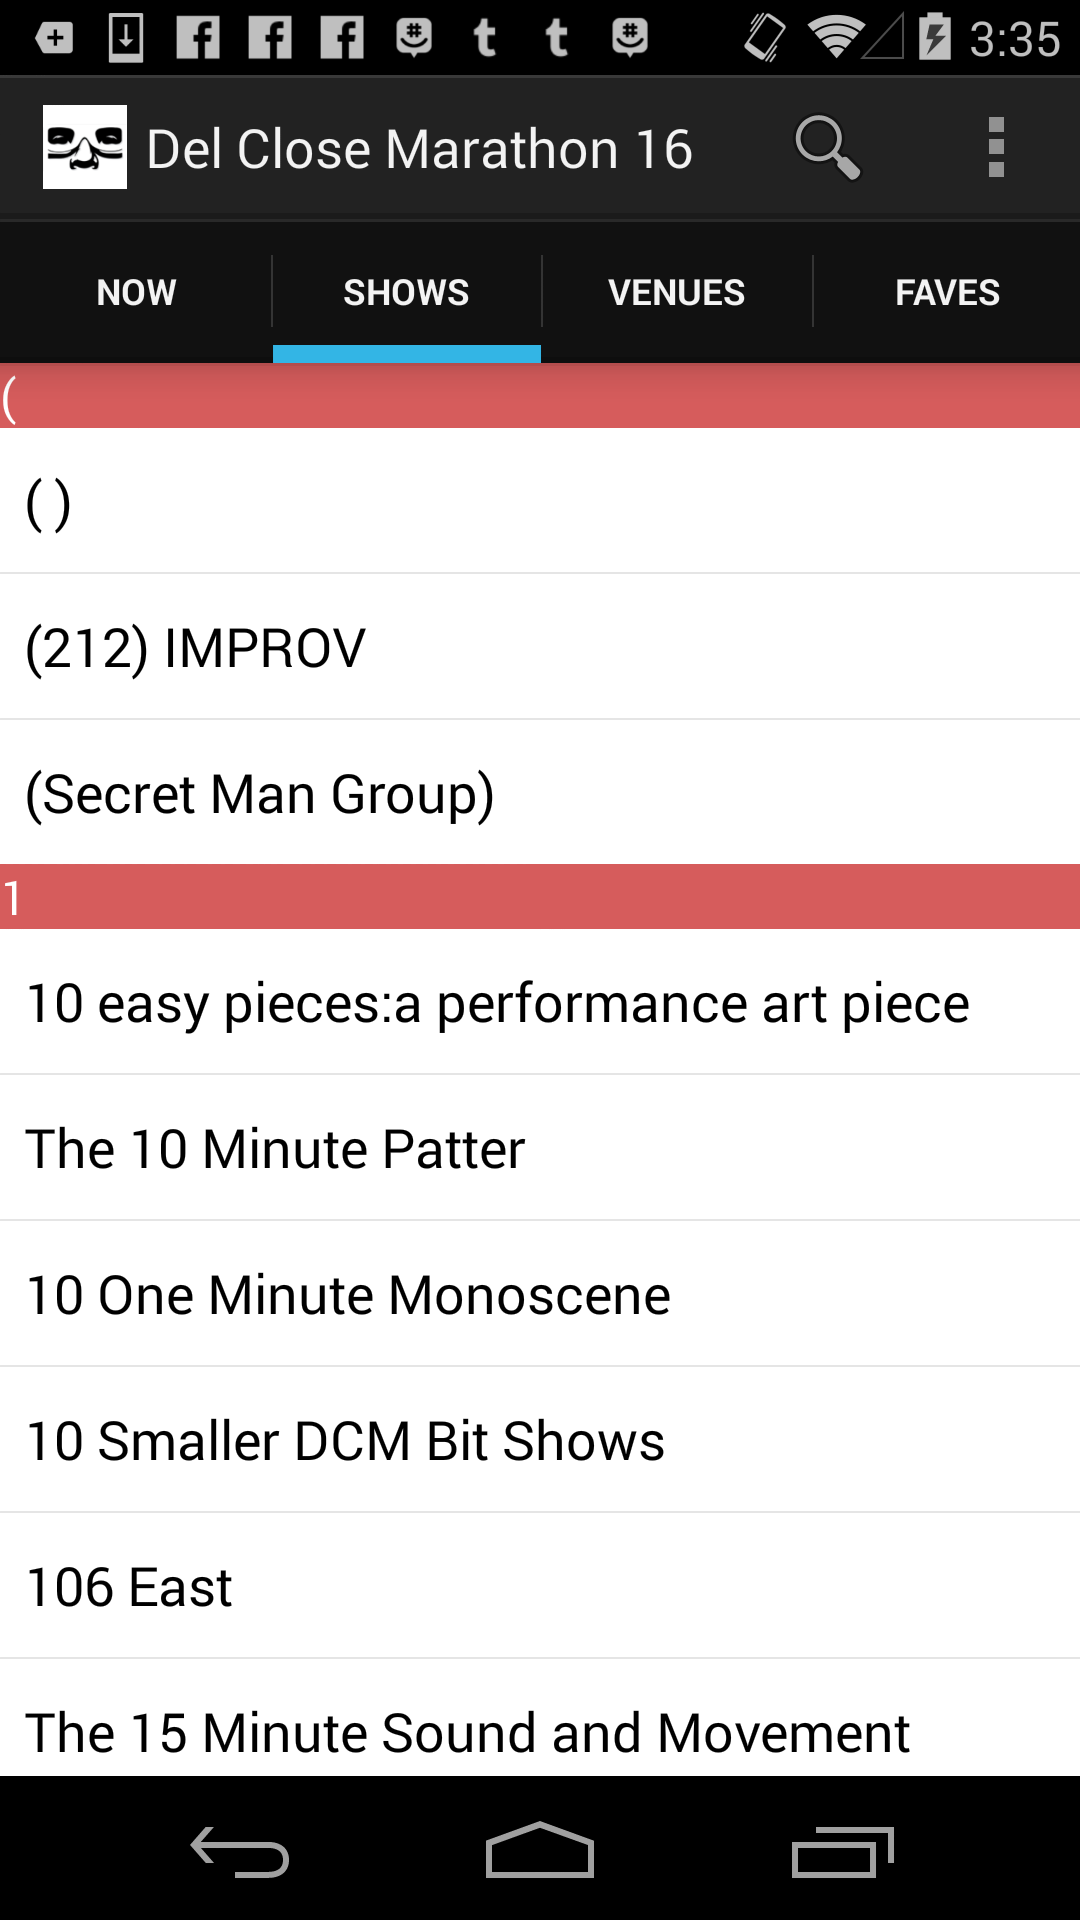 3:35
Del Close Marathon 16
NOW SHOWS VENUES FAVES
(
( )
(212) IMPROV
(Secret Man Group)
1
10 easy pieces:a performance art piece
The 10 Minute Patter
10 One Minute Monoscene
10 Smaller DCM Bit Shows
106 East
The 15 Minute Sound and Movement